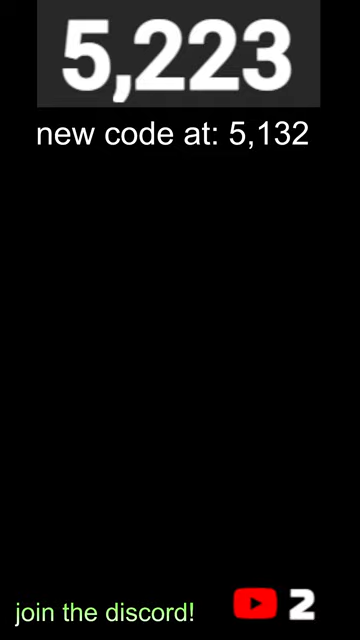 5,223
new code at: 5,132
join the discord!
2